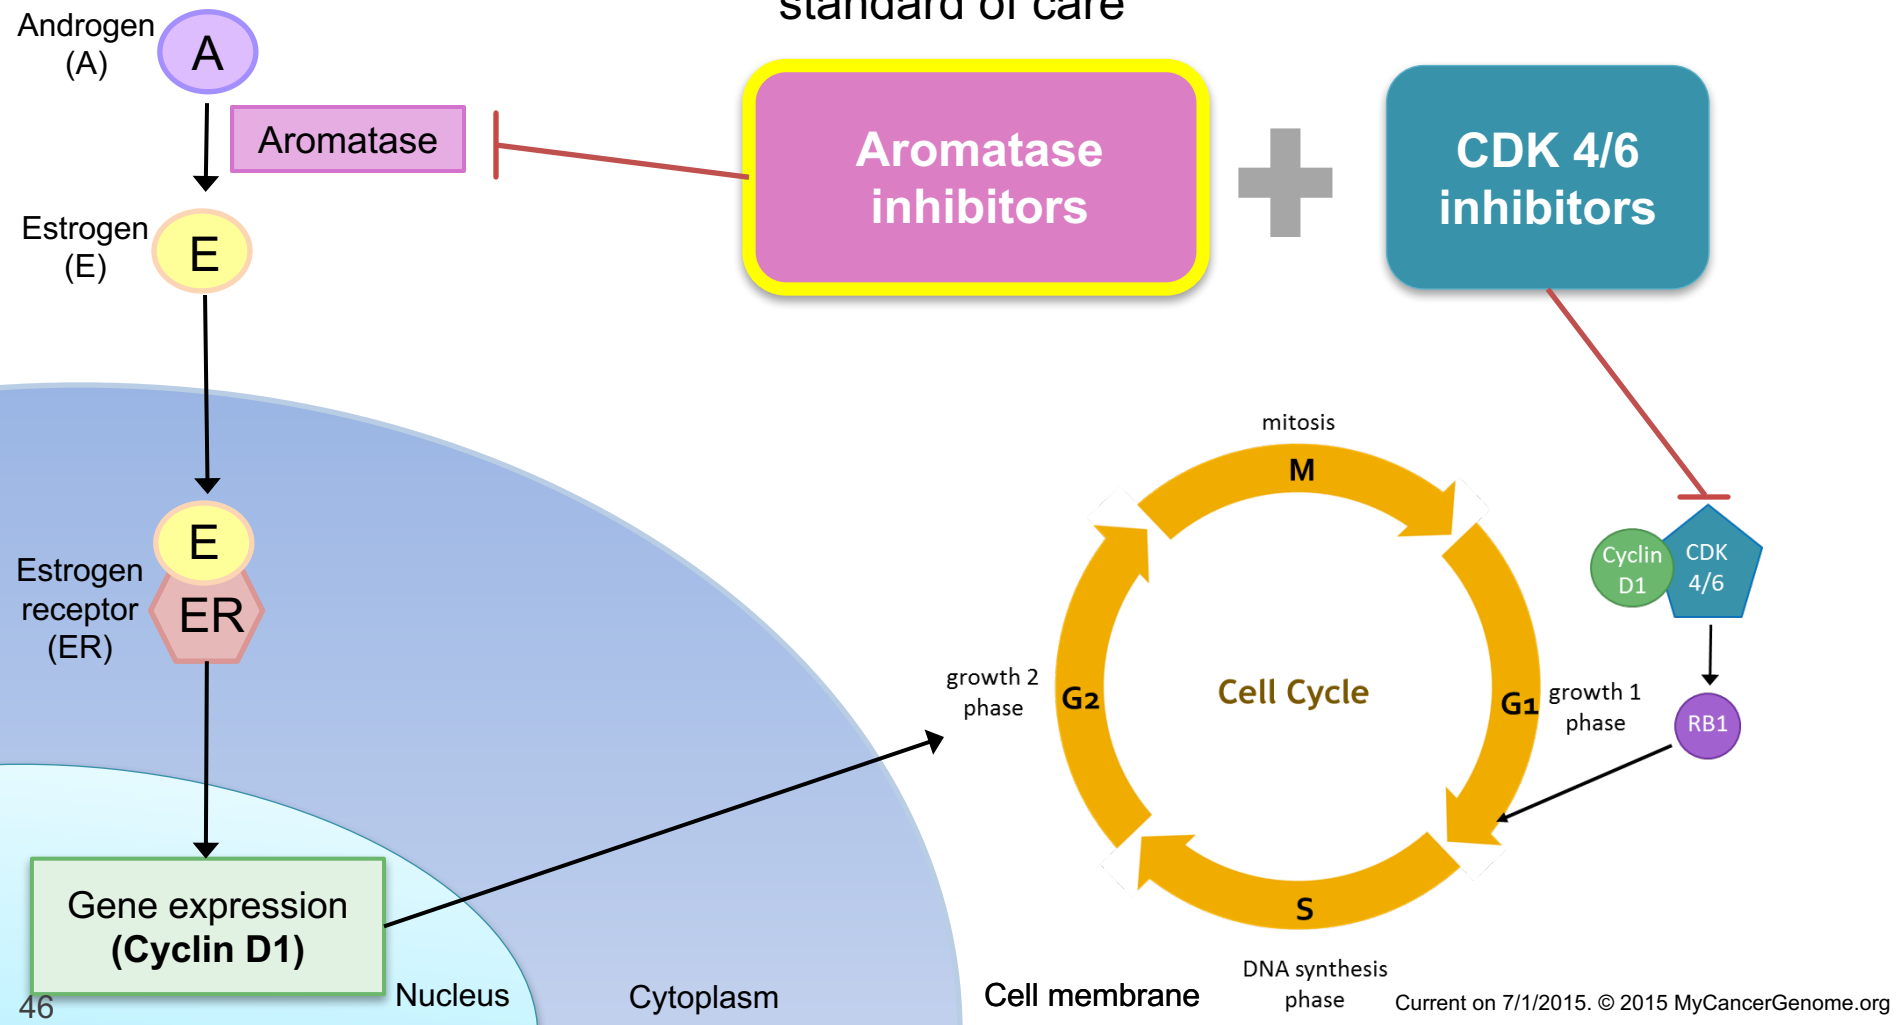 standard of care
Androgen
(A)
A
Aromatase
Aromatase
inhibitors
CDK 4/6
inhibitors
Estrogen
(E)
E
E
Estrogen
receptor
(ER)
ER
Gene expression
(Cyclin D1)
Nucleus
Cytoplasm
Cell membrane
mitosis
M
growth 2
phase
G2
Cell Cycle
G1
growth 1
phase
S
DNA synthesis
phase
Cyclin
D1
CDK
4/6
RB1
46
Current on 7/1/2015. © 2015 MyCancerGenome.org